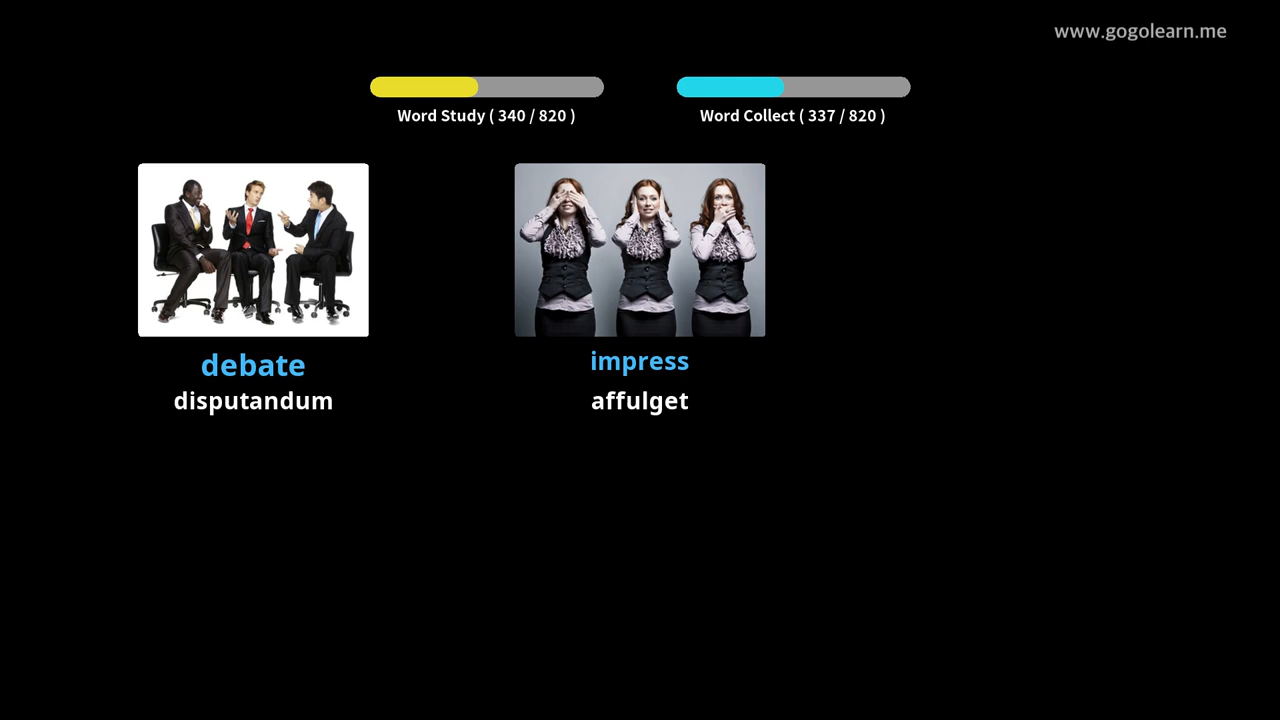 www.gogolearn.me
Word Study ( 340 / 820 )
Word Collect ( 337 / 820 )
debate
disputandum
impress
affulget